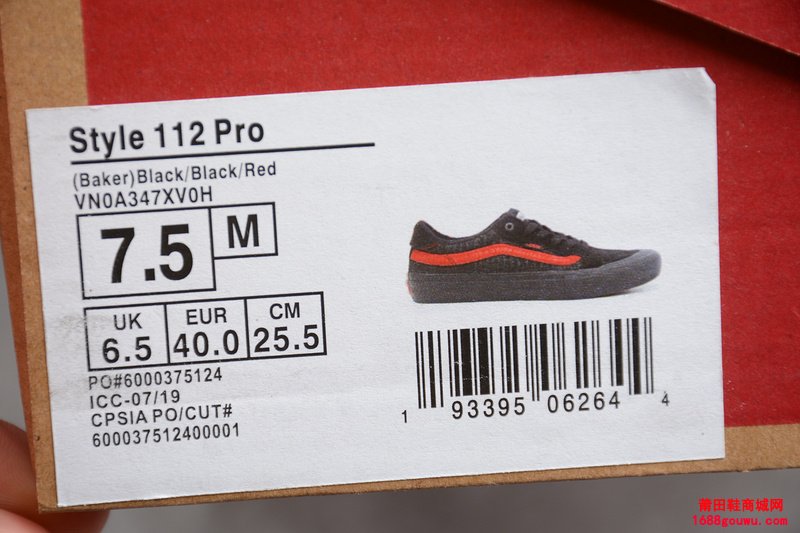 Style 112 Pro
(Baker)Black/Black/Red
VN0A347XV0H
7.5 M
UK EUR CM
6.5 40.0 25.5
PO#6000375124
ICC-07/19
CPSIA PO/CUT#
600037512400001
1 93395 06264 4
莆田鞋商城网
1688gouwu.com